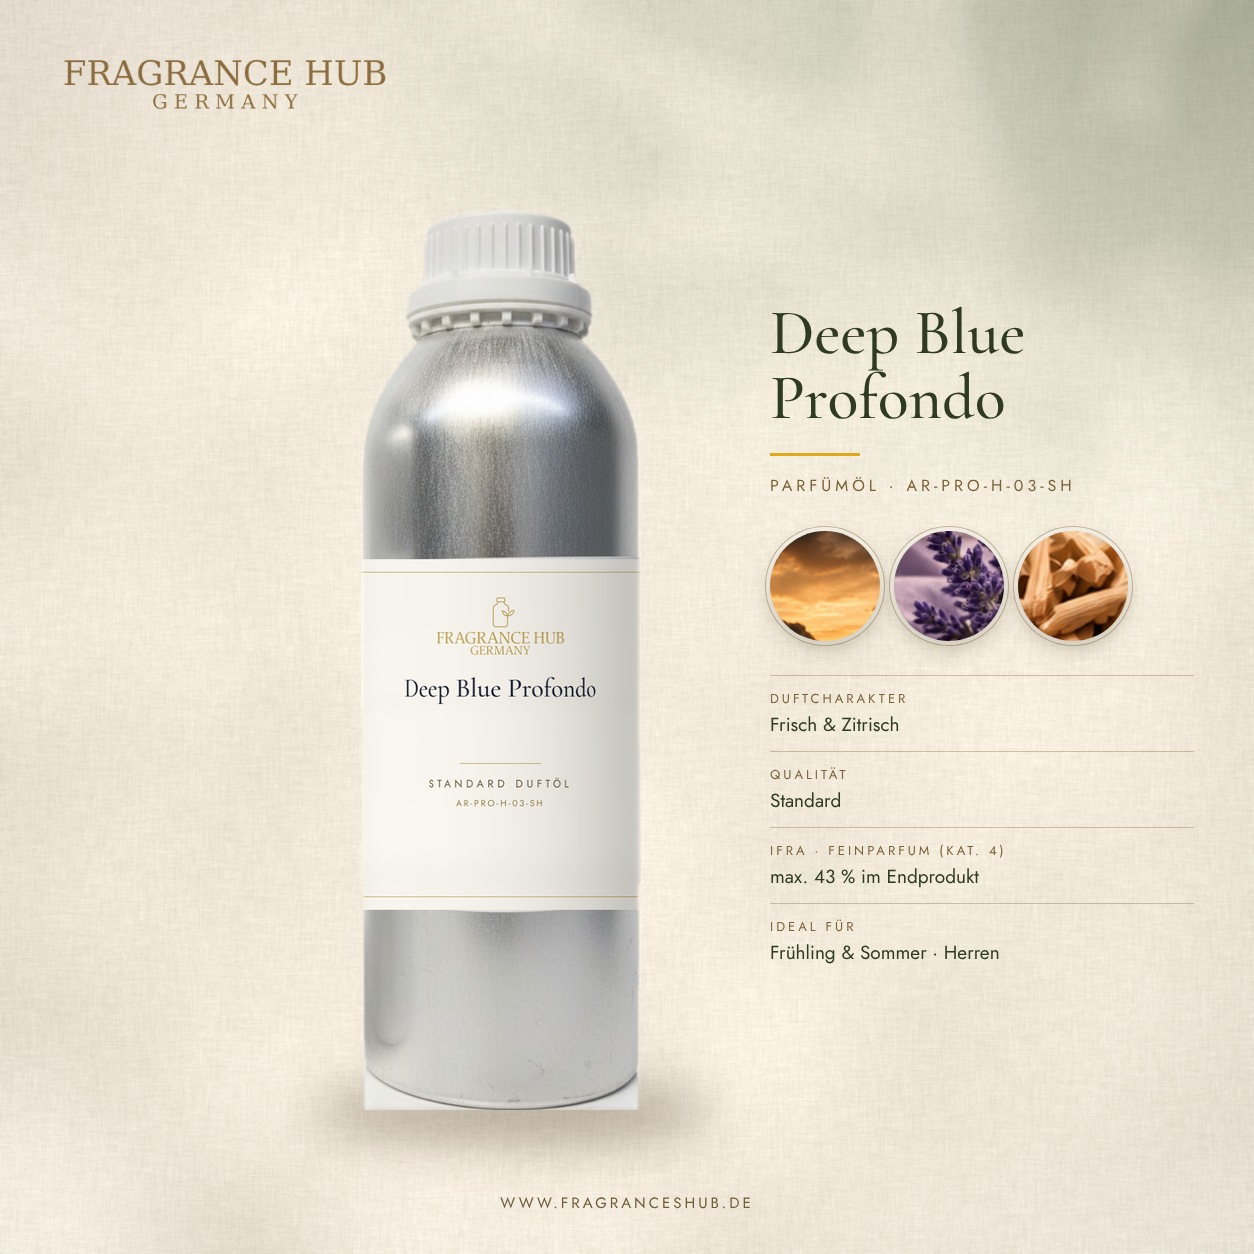 FRAGRANCE HUB
GERMANY
Deep Blue
Profondo
PARFÜMÖL · AR-PRO-H-03-SH
FRAGRANCE HUB
GERMANY
Deep Blue Profondo
STANDARD DUFTÖL
AR-PRO-H-03-SH
DUFTCHARAKTER
Frisch & Zitrisch
QUALITÄT
Standard
IFRA · FEINPARFUM (KAT. 4)
max. 43 % im Endprodukt
IDEAL FÜR
Frühling & Sommer · Herren
WWW.FRAGRANCESHUB.DE